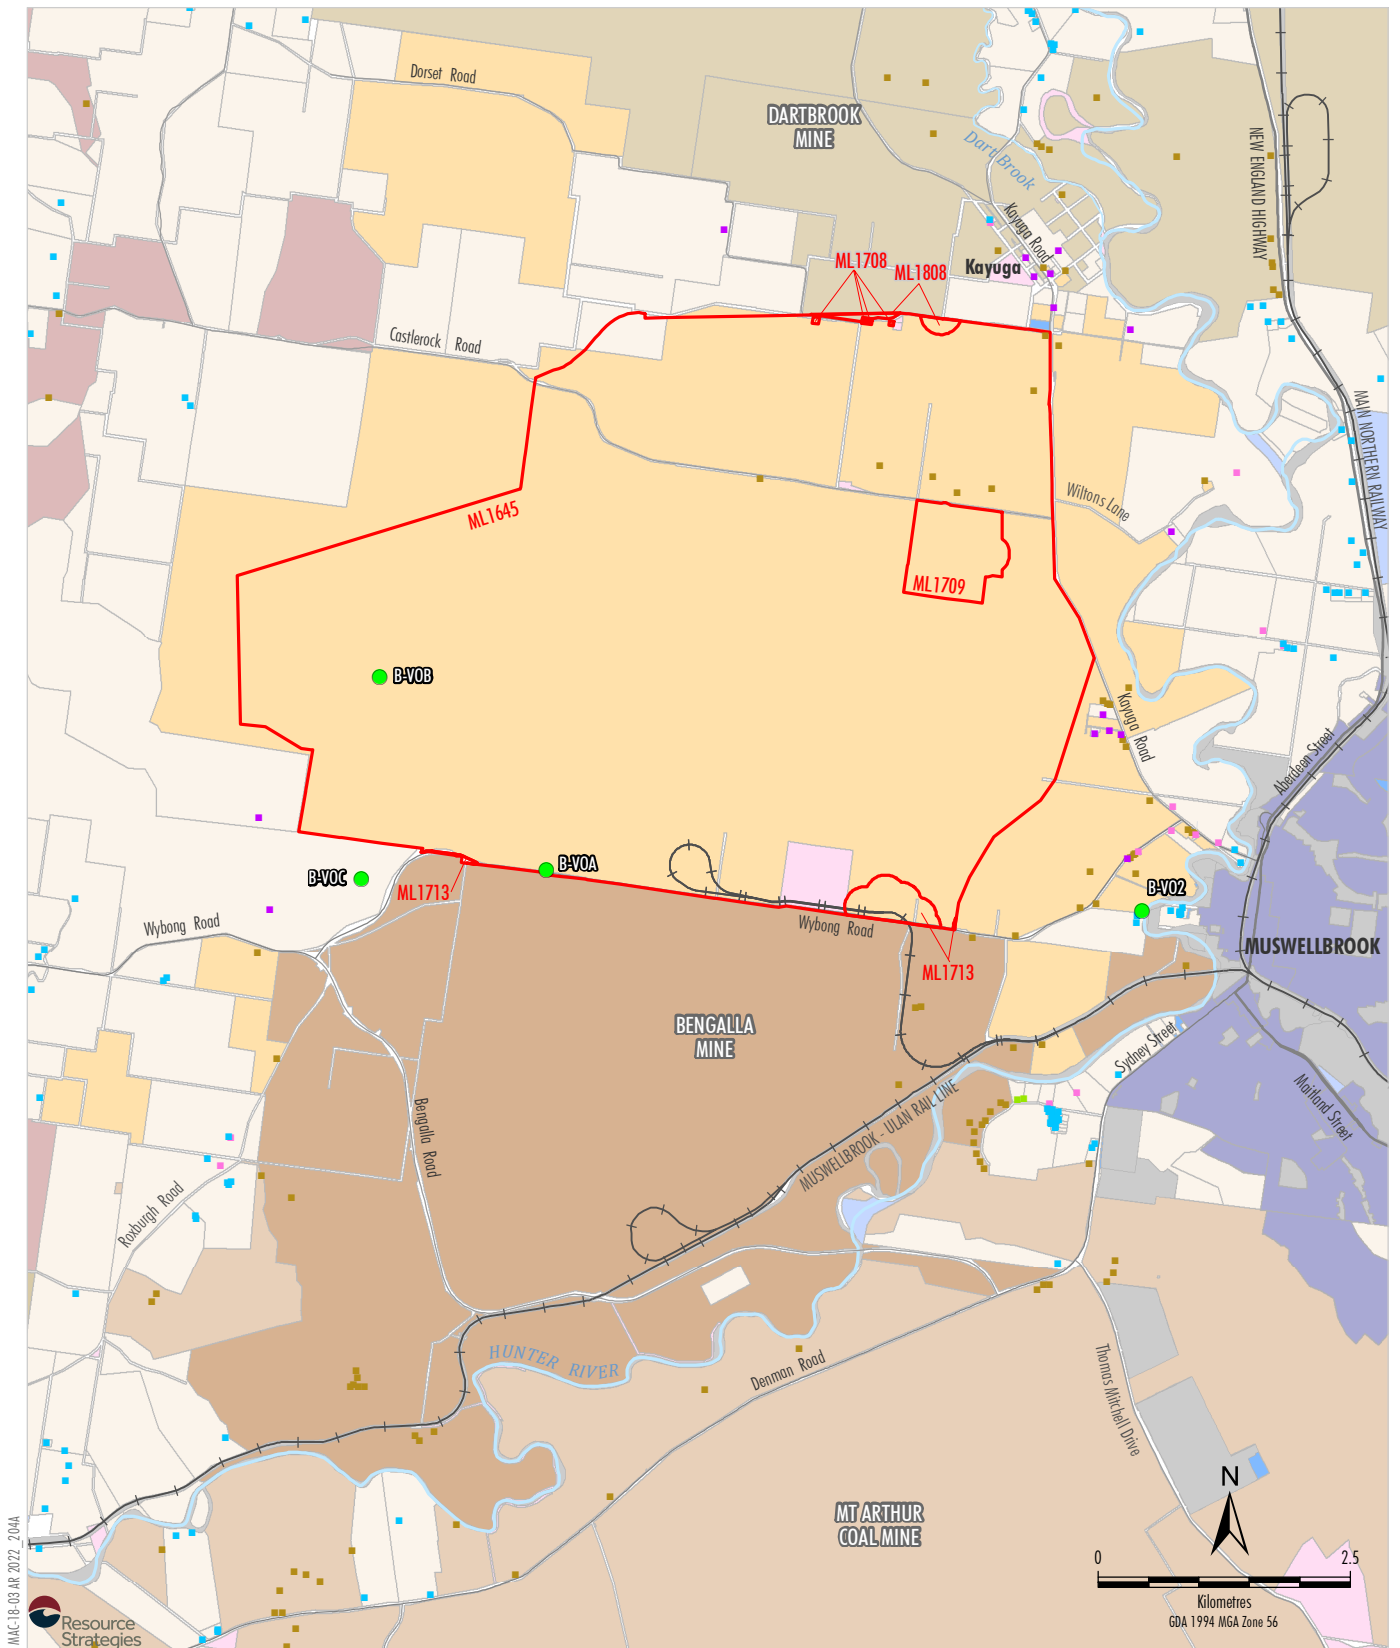 Dorset Road
DARTBROOK
MINE
Dart Brook
NEW ENGLAND HIGHWAY
Kayuga Road
Kayuga
ML1708
ML1808
Castlerock Road
MAIN NORTHERN RAILWAY
ML1645
Wiltons Lane
ML1709
B-VOB
Kayuga Road
Aberdeen Street
B-VOA
B-VOC
ML1713
B-VO2
Wybong Road
Wybong Road
MUSWELLBROOK
ML1713
BENGALLA
MINE
Sydney Street
Maitland Street
Bengalla Road
MUSWELLBROOK - ULAN RAIL LINE
Roxburgh Road
HUNTER RIVER
Denman Road
Thomas Mitchell Drive
N
MT ARTHUR
COAL MINE
0 2.5
Kilometres
GDA 1994 MGA Zone 56
MAC-18-03 AR 2022_204A
Resource
Strategies